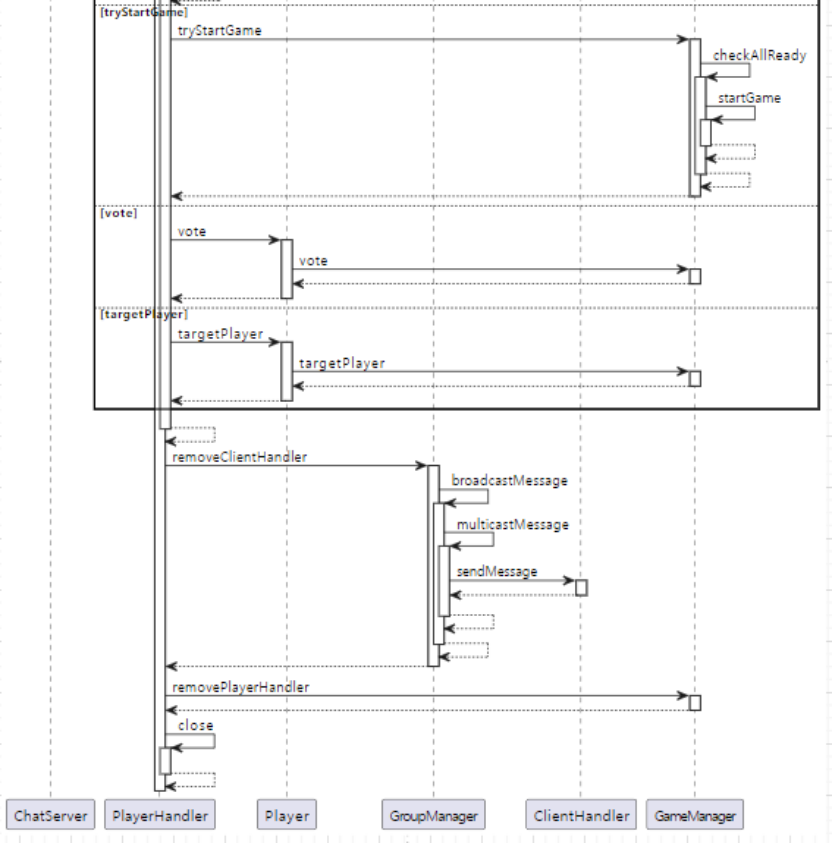 [tryStartGame]
tryStartGame
checkAllReady
startGame
[vote]
vote
vote
[targetPlayer]
targetPlayer
targetPlayer
removeClientHandler
broadcastMessage
multicastMessage
sendMessage
removePlayerHandler
close
ChatServer PlayerHandler Player GroupManager ClientHandler GameManager